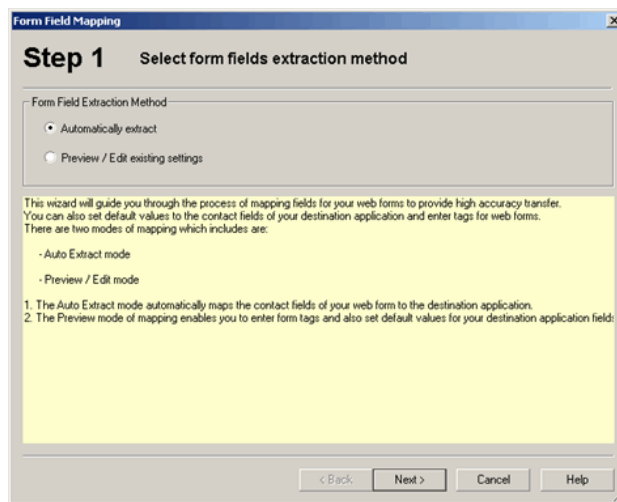 Form Field Mapping
Step 1 Select form fields extraction method
Form Field Extraction Method
Automatically extract
Preview / Edit existing settings
This wizard will guide you through the process of mapping fields for your web forms to provide high accuracy transfer.
You can also set default values to the contact fields of your destination application and enter tags for web forms.
There are two modes of mapping which includes are:
- Auto Extract mode
- Preview / Edit mode
1. The Auto Extract mode automatically maps the contact fields of your web form to the destination application.
2. The Preview mode of mapping enables you to enter form tags and also set default values for your destination application fields
< Back Next > Cancel Help